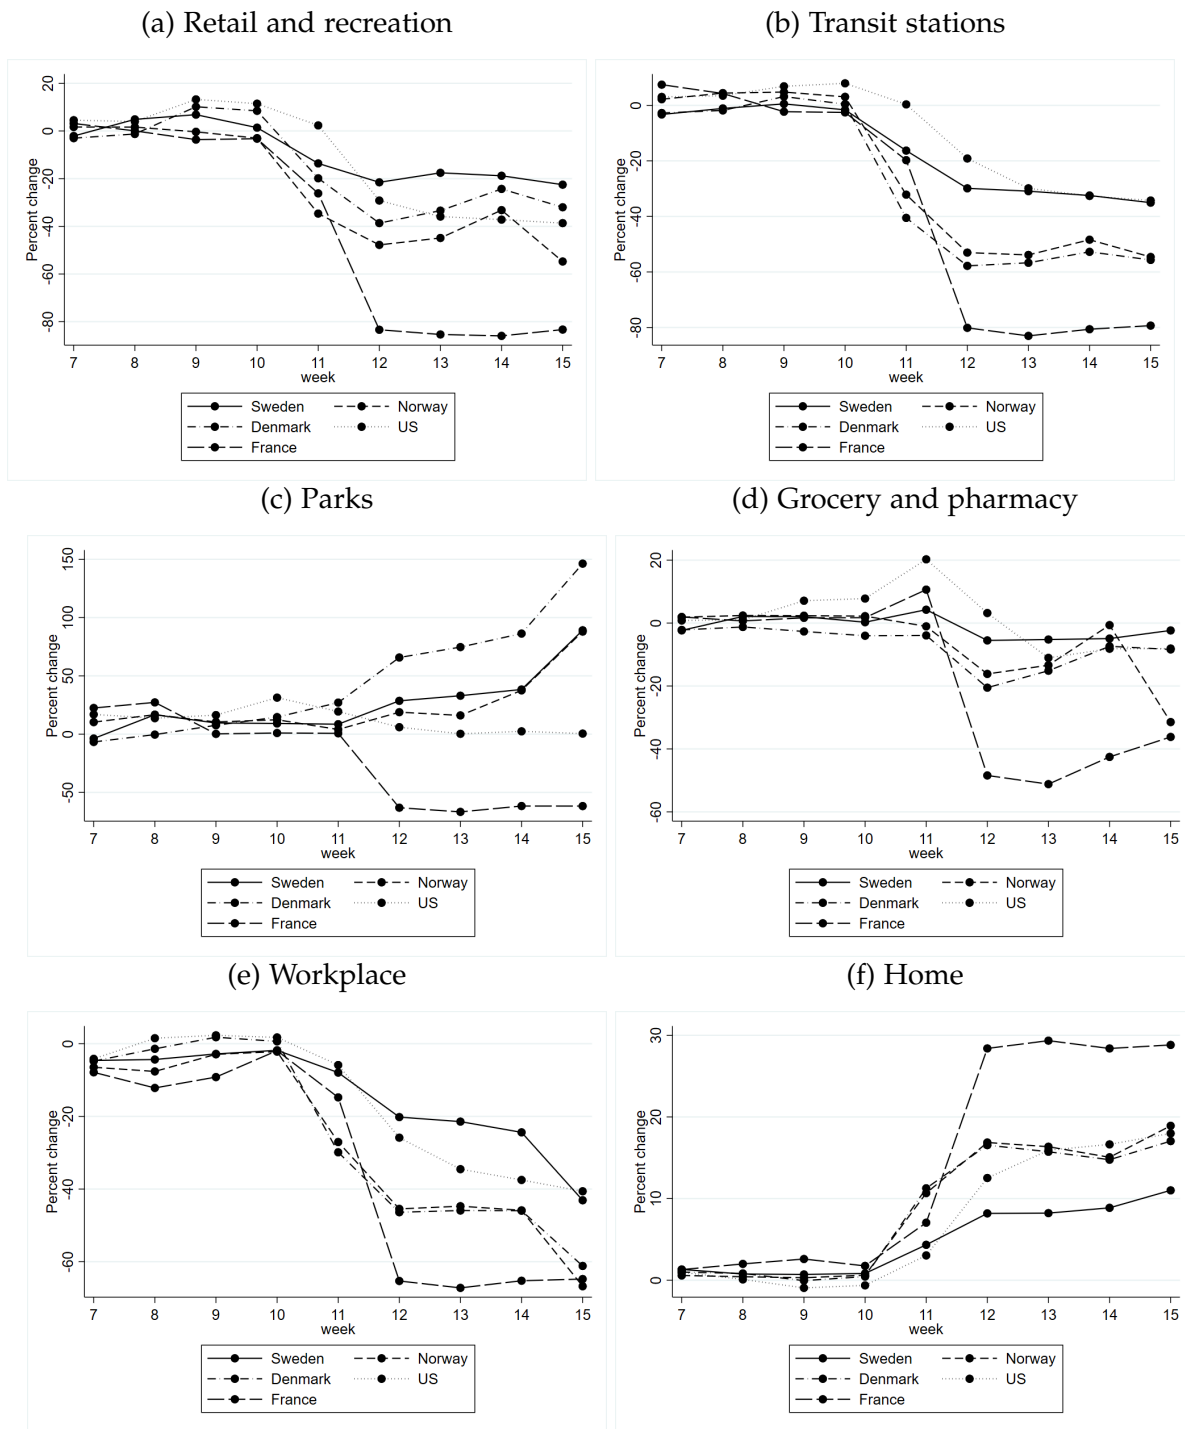 (a) Retail and recreation
(b) Transit stations
20
0
-20
-40
-60
-80
Percent change
7 8 9 10 11 12 13 14 15
week
Sweden Norway
Denmark US
France
0
-20
-40
-60
-80
Percent change
7 8 9 10 11 12 13 14 15
week
Sweden Norway
Denmark US
France
(c) Parks
(d) Grocery and pharmacy
150
100
50
0
-50
Percent change
7 8 9 10 11 12 13 14 15
week
Sweden Norway
Denmark US
France
20
0
-20
-40
-60
Percent change
7 8 9 10 11 12 13 14 15
week
Sweden Norway
Denmark US
France
(e) Workplace
(f) Home
0
-20
-40
-60
Percent change
7 8 9 10 11 12 13 14 15
week
Sweden Norway
Denmark US
France
30
20
10
0
Percent change
7 8 9 10 11 12 13 14 15
week
Sweden Norway
Denmark US
France